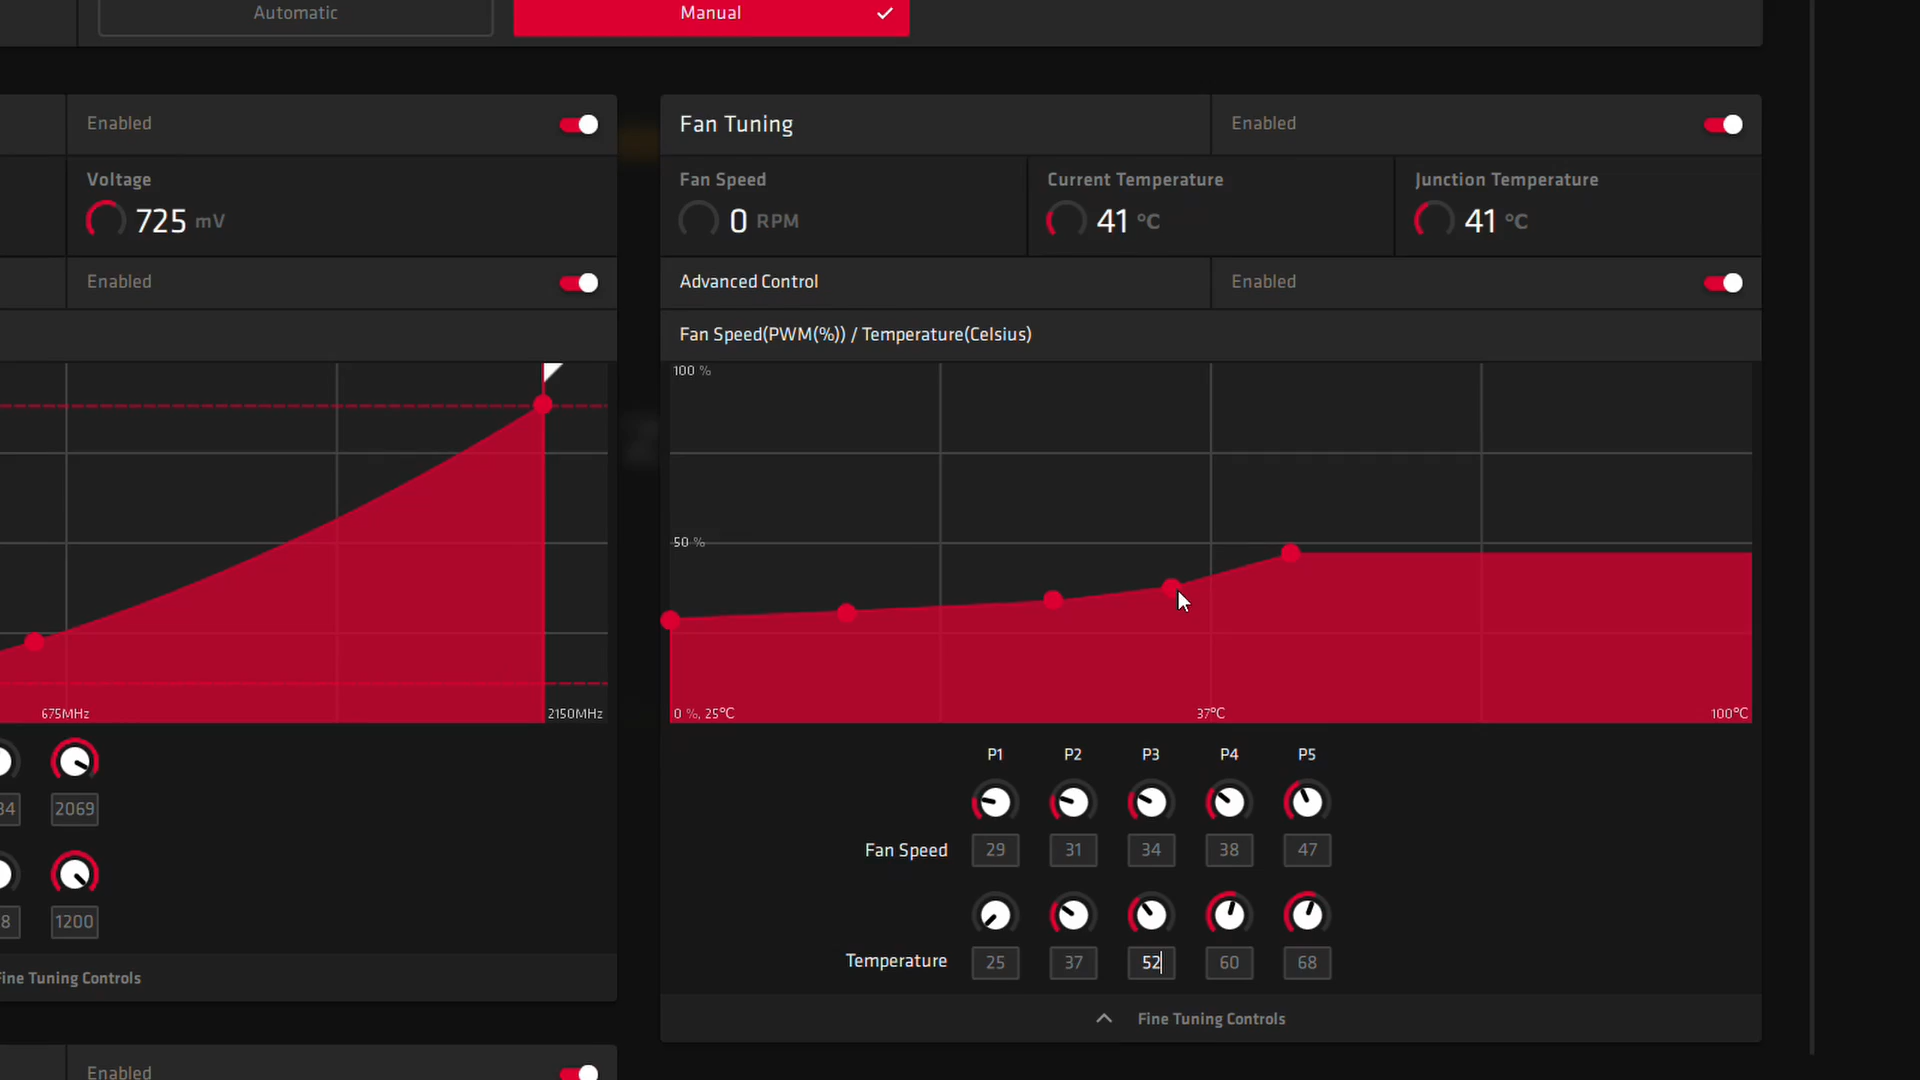 Automatic
Manual
Enabled
Voltage
725 mV
Enabled
675MHz
2150MHz
34
2069
8
1200
Fine Tuning Controls
Enabled
Fan Tuning
Enabled
Fan Speed
0 RPM
Current Temperature
41 °C
Junction Temperature
41 °C
Advanced Control
Enabled
Fan Speed(PWM(%)) / Temperature(Celsius)
100 %
50 %
0 %, 25°C
37°C
100°C
P1 P2 P3 P4 P5
Fan Speed 29 31 34 38 47
Temperature 25 37 52 60 68
Fine Tuning Controls